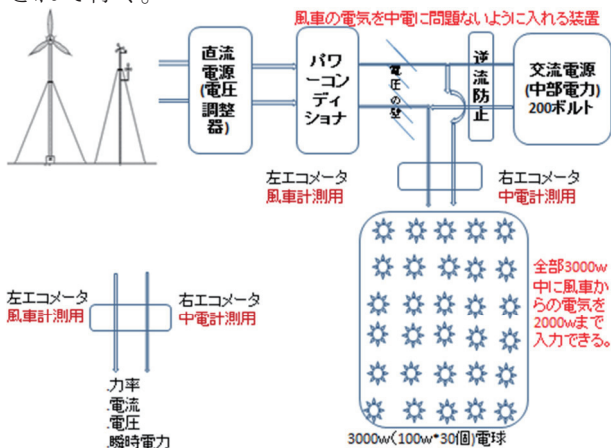 風車の電気を中電に問題ないように入れる装置
直流
電源
(電圧
調整
器)
パワ
ーコン
ディ
ショナ
電圧の壁
逆流防止
交流電源
(中部電力)
200ボルト
左エコメータ
風車計測用
右エコメータ
中電計測用
全部3000w
中に風車か
らの電気を
2000wまで
入力できる。
左エコメータ
風車計測用
右エコメータ
中電計測用
.力率
.電流
.電圧
.瞬時電力
3000w(100w*30個)電球